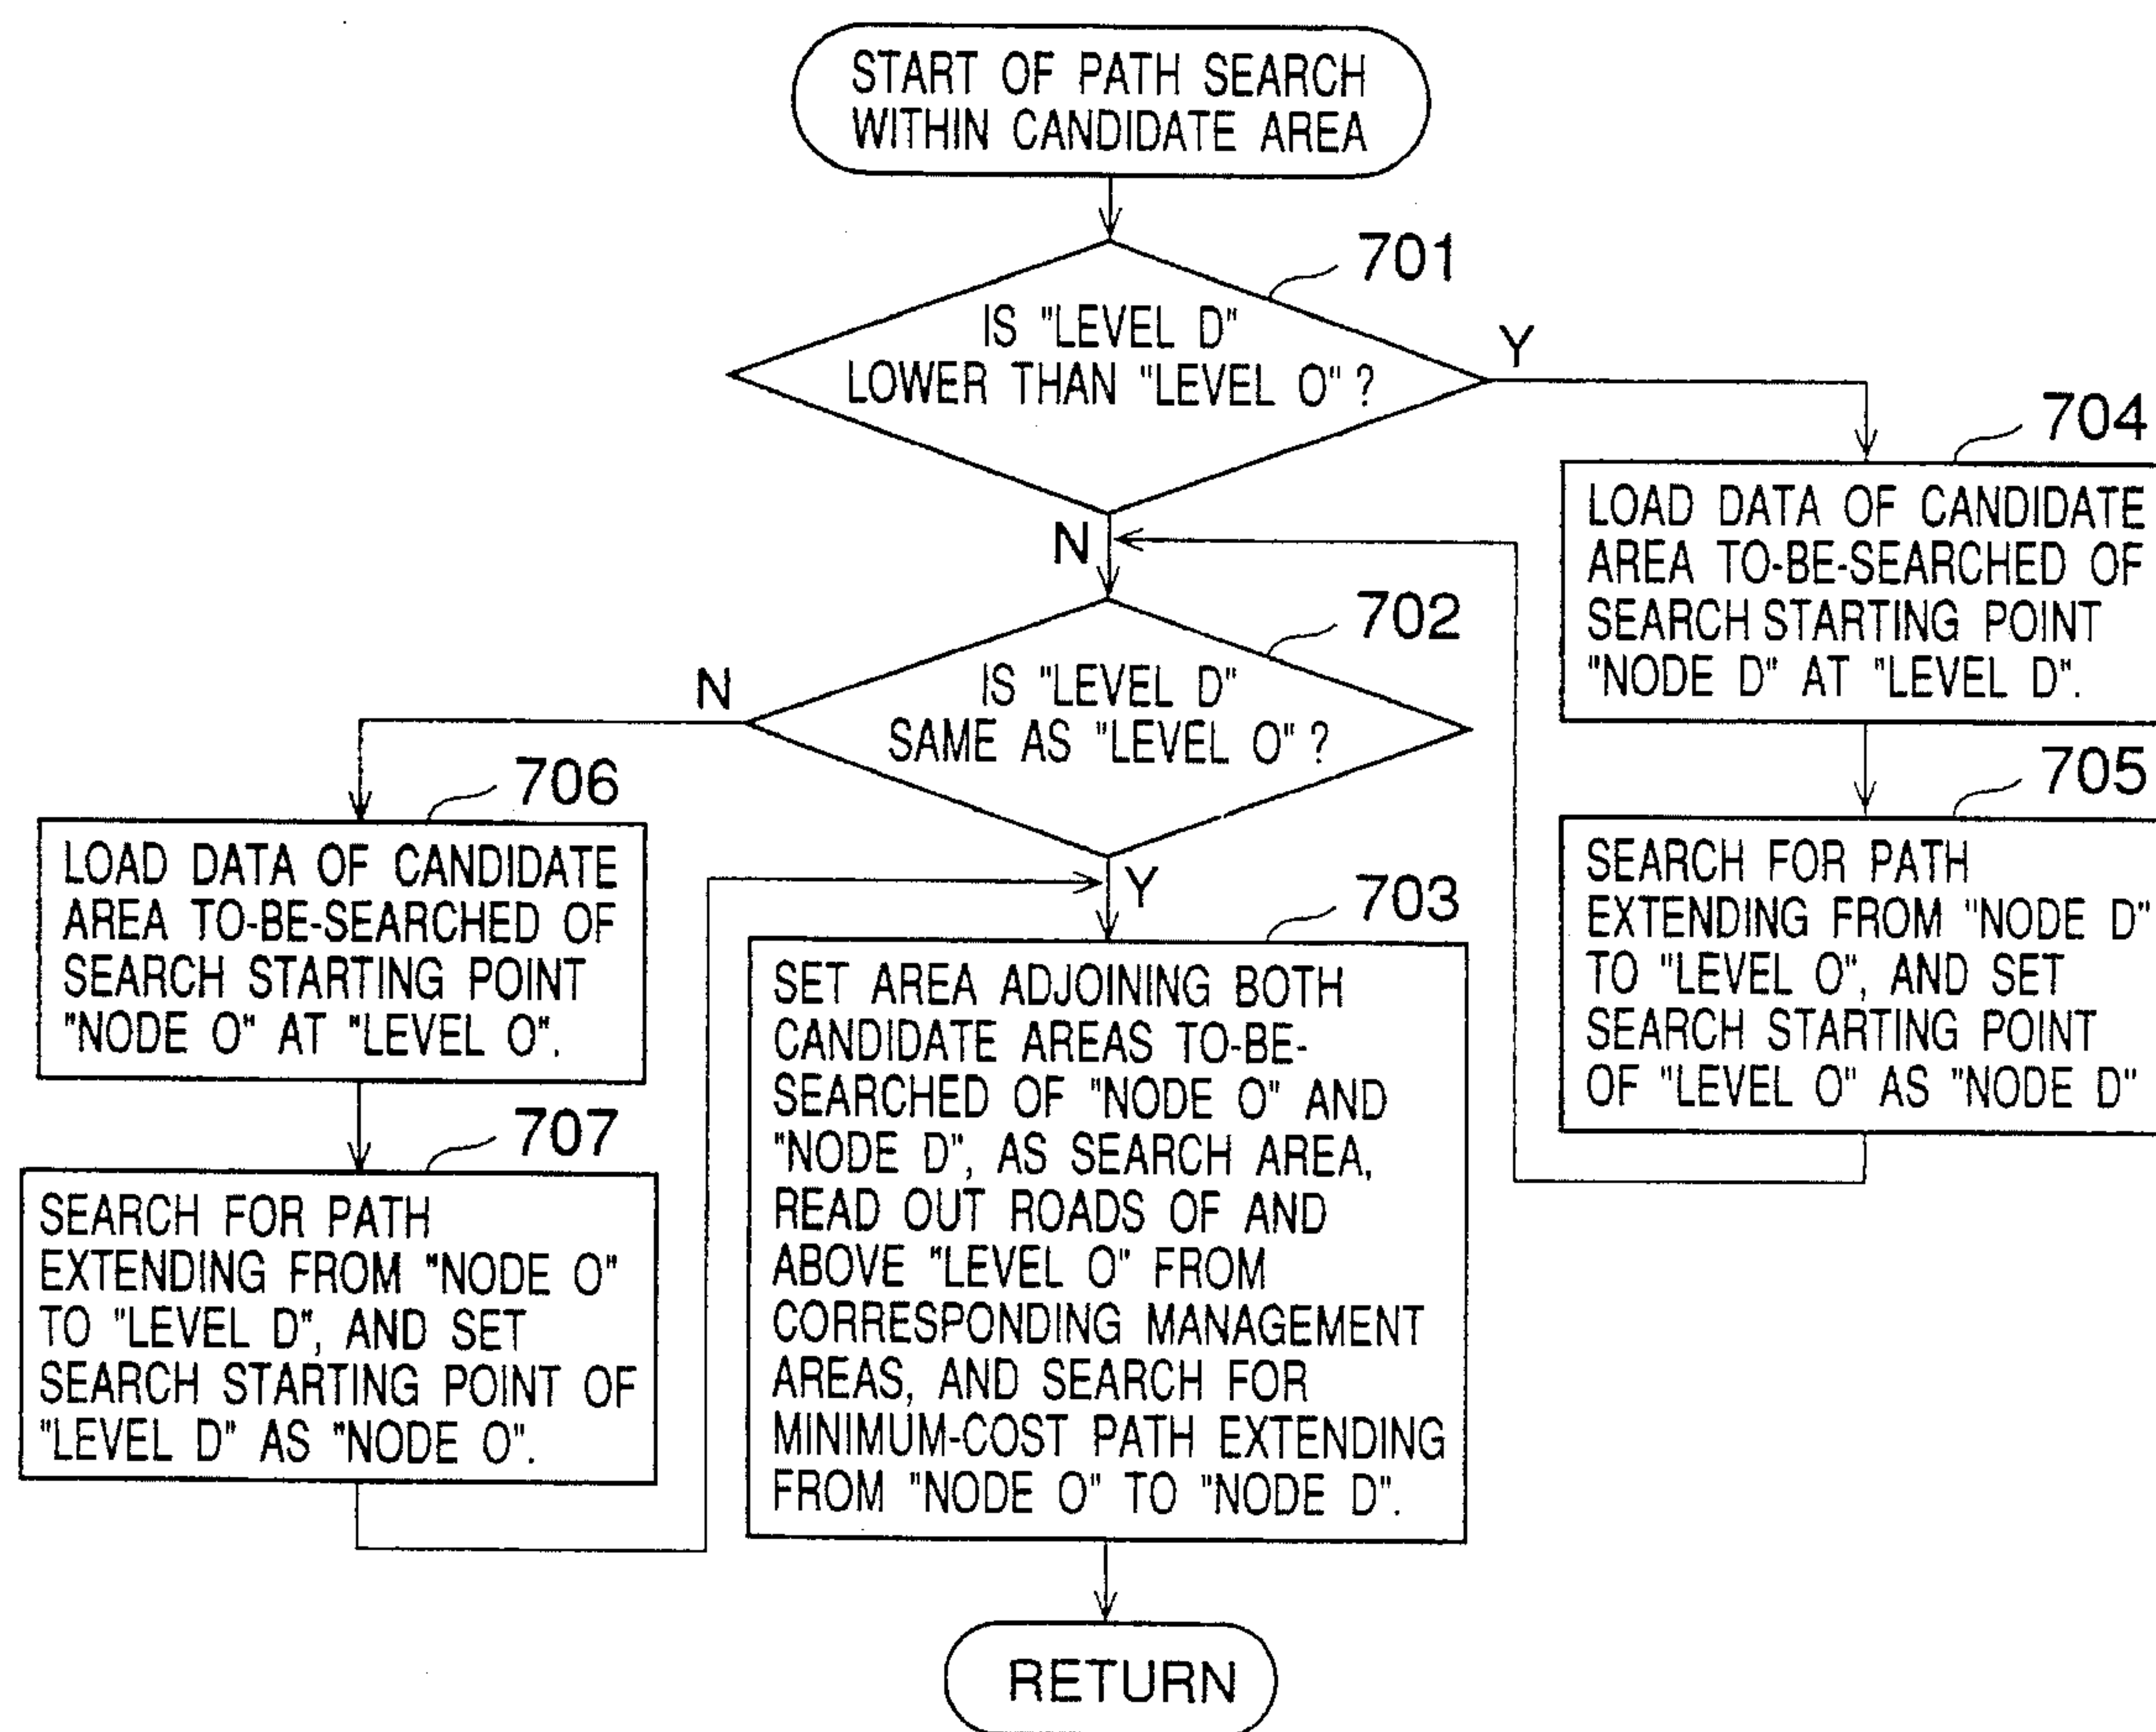 START OF PATH SEARCH
WITHIN CANDIDATE AREA
701
IS "LEVEL D"
LOWER THAN "LEVEL O" ?
Y
N
704
LOAD DATA OF CANDIDATE
AREA TO-BE-SEARCHED OF
SEARCH STARTING POINT
"NODE D" AT "LEVEL D".
705
SEARCH FOR PATH
EXTENDING FROM "NODE D"
TO "LEVEL O", AND SET
SEARCH STARTING POINT
OF "LEVEL O" AS "NODE D"
702
IS "LEVEL D"
SAME AS "LEVEL O" ?
N
Y
706
LOAD DATA OF CANDIDATE
AREA TO-BE-SEARCHED OF
SEARCH STARTING POINT
"NODE O" AT "LEVEL O".
707
SEARCH FOR PATH
EXTENDING FROM "NODE O"
TO "LEVEL D", AND SET
SEARCH STARTING POINT OF
"LEVEL D" AS "NODE O".
703
SET AREA ADJOINING BOTH
CANDIDATE AREAS TO-BE-
SEARCHED OF "NODE O" AND
"NODE D", AS SEARCH AREA,
READ OUT ROADS OF AND
ABOVE "LEVEL O" FROM
CORRESPONDING MANAGEMENT
AREAS, AND SEARCH FOR
MINIMUM-COST PATH EXTENDING
FROM "NODE O" TO "NODE D".
RETURN